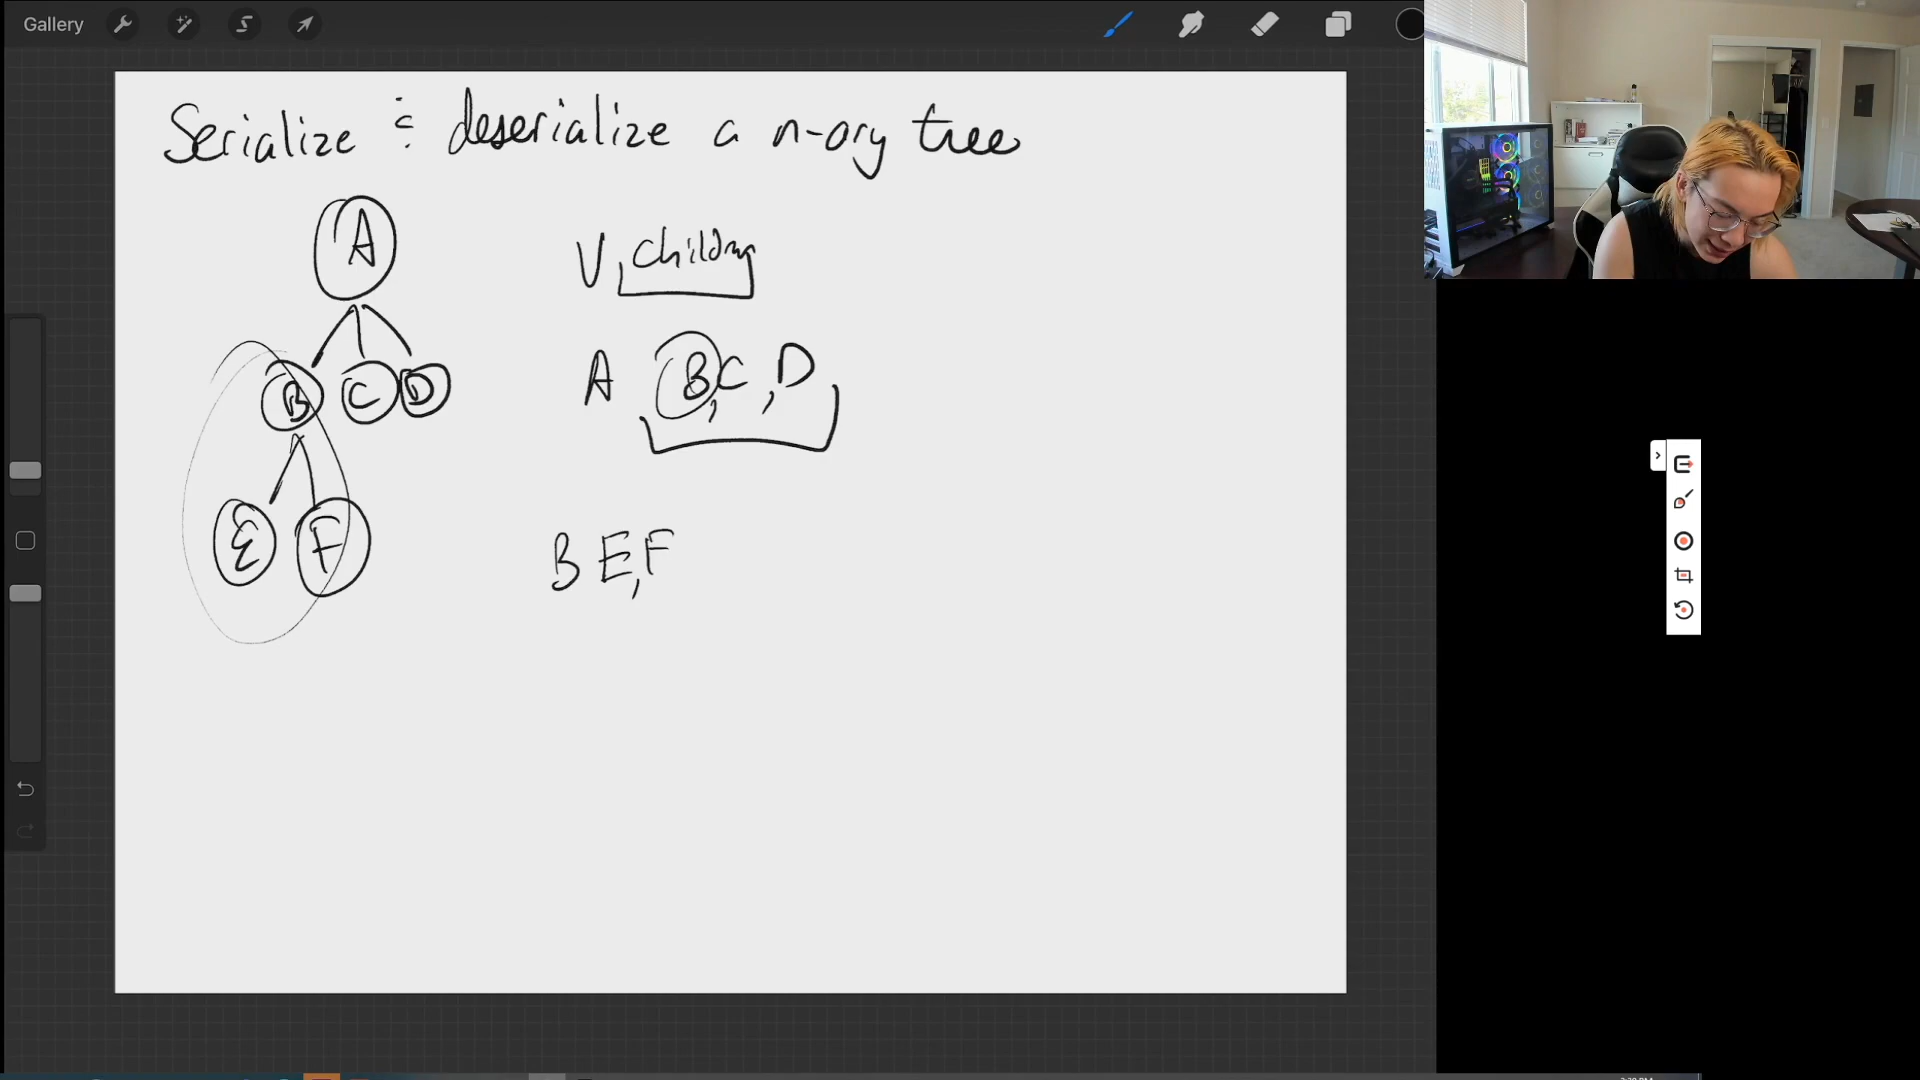 Gallery
Serialize & deserialize a n-ary tree
A
V, Children
B C D
A B, C, D
E F
B E, F